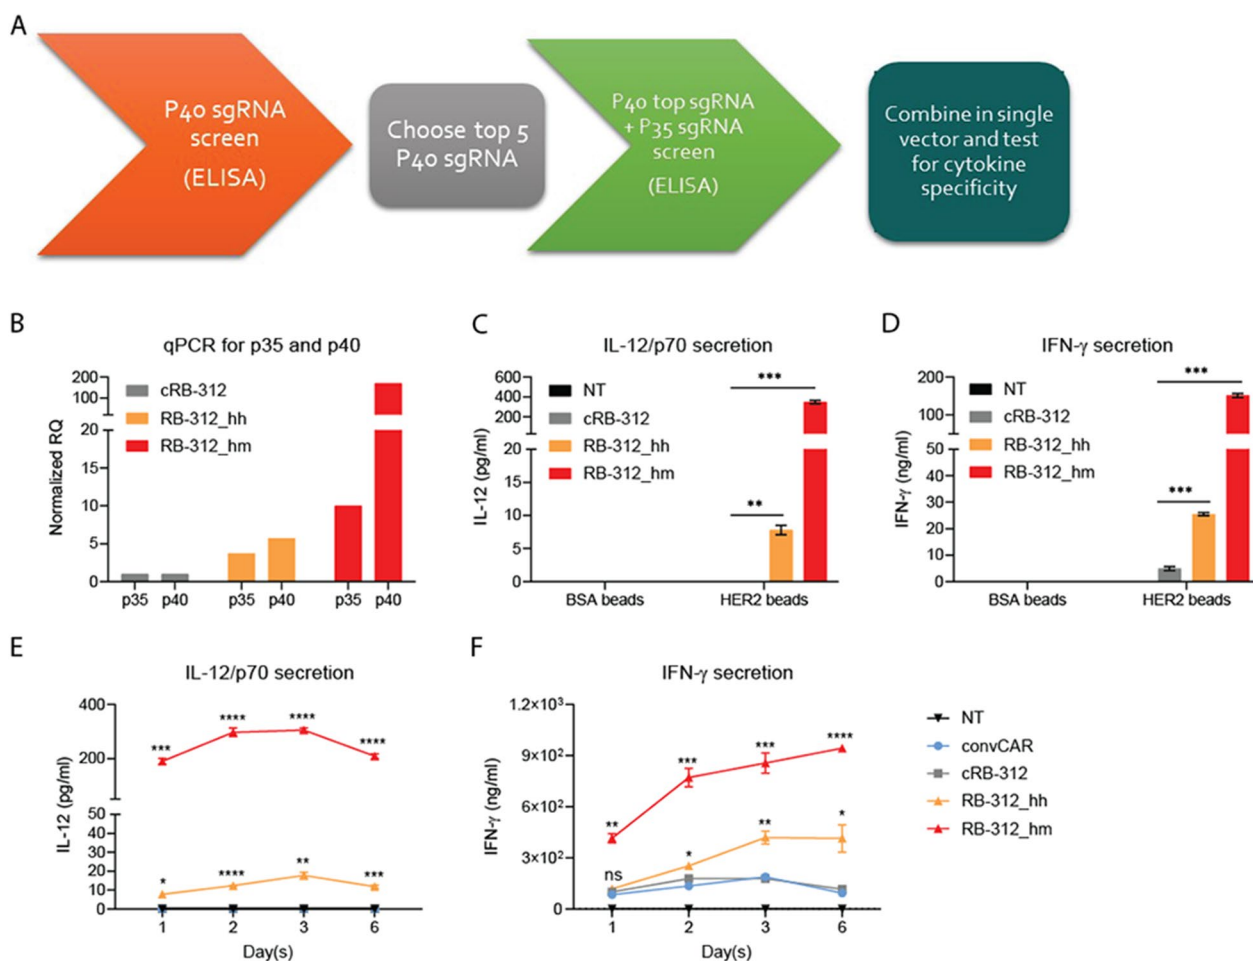 A
P40 sgRNA
screen
(ELISA)
Choose top 5
P40 sgRNA
P40 top sgRNA
+ P35 sgRNA
screen
(ELISA)
Combine in single
vector and test
for cytokine
specificity
B
qPCR for p35 and p40
Normalized RQ
200
100
20
15
10
5
0
cRB-312
RB-312_hh
RB-312_hm
p35 p40 p35 p40 p35 p40
C
IL-12/p70 secretion
IL-12 (pg/ml)
600
400
200
20
15
10
5
0
NT
cRB-312
RB-312_hh
RB-312_hm
***
**
BSA beads HER2 beads
D
IFN-γ secretion
IFN-γ (ng/ml)
200
150
100
50
40
30
20
10
0
NT
cRB-312
RB-312_hh
RB-312_hm
***
***
BSA beads HER2 beads
E
IL-12/p70 secretion
IL-12 (pg/ml)
400
200
50
40
30
20
10
0
*** **** **** ****
* **** ** ***
1 2 3 6
Day(s)
F
IFN-γ secretion
IFN-γ (ng/ml)
1.2×10³
9×10²
6×10²
3×10²
0
** *** *** ****
ns * ** *
1 2 3 6
Day(s)
NT
convCAR
cRB-312
RB-312_hh
RB-312_hm